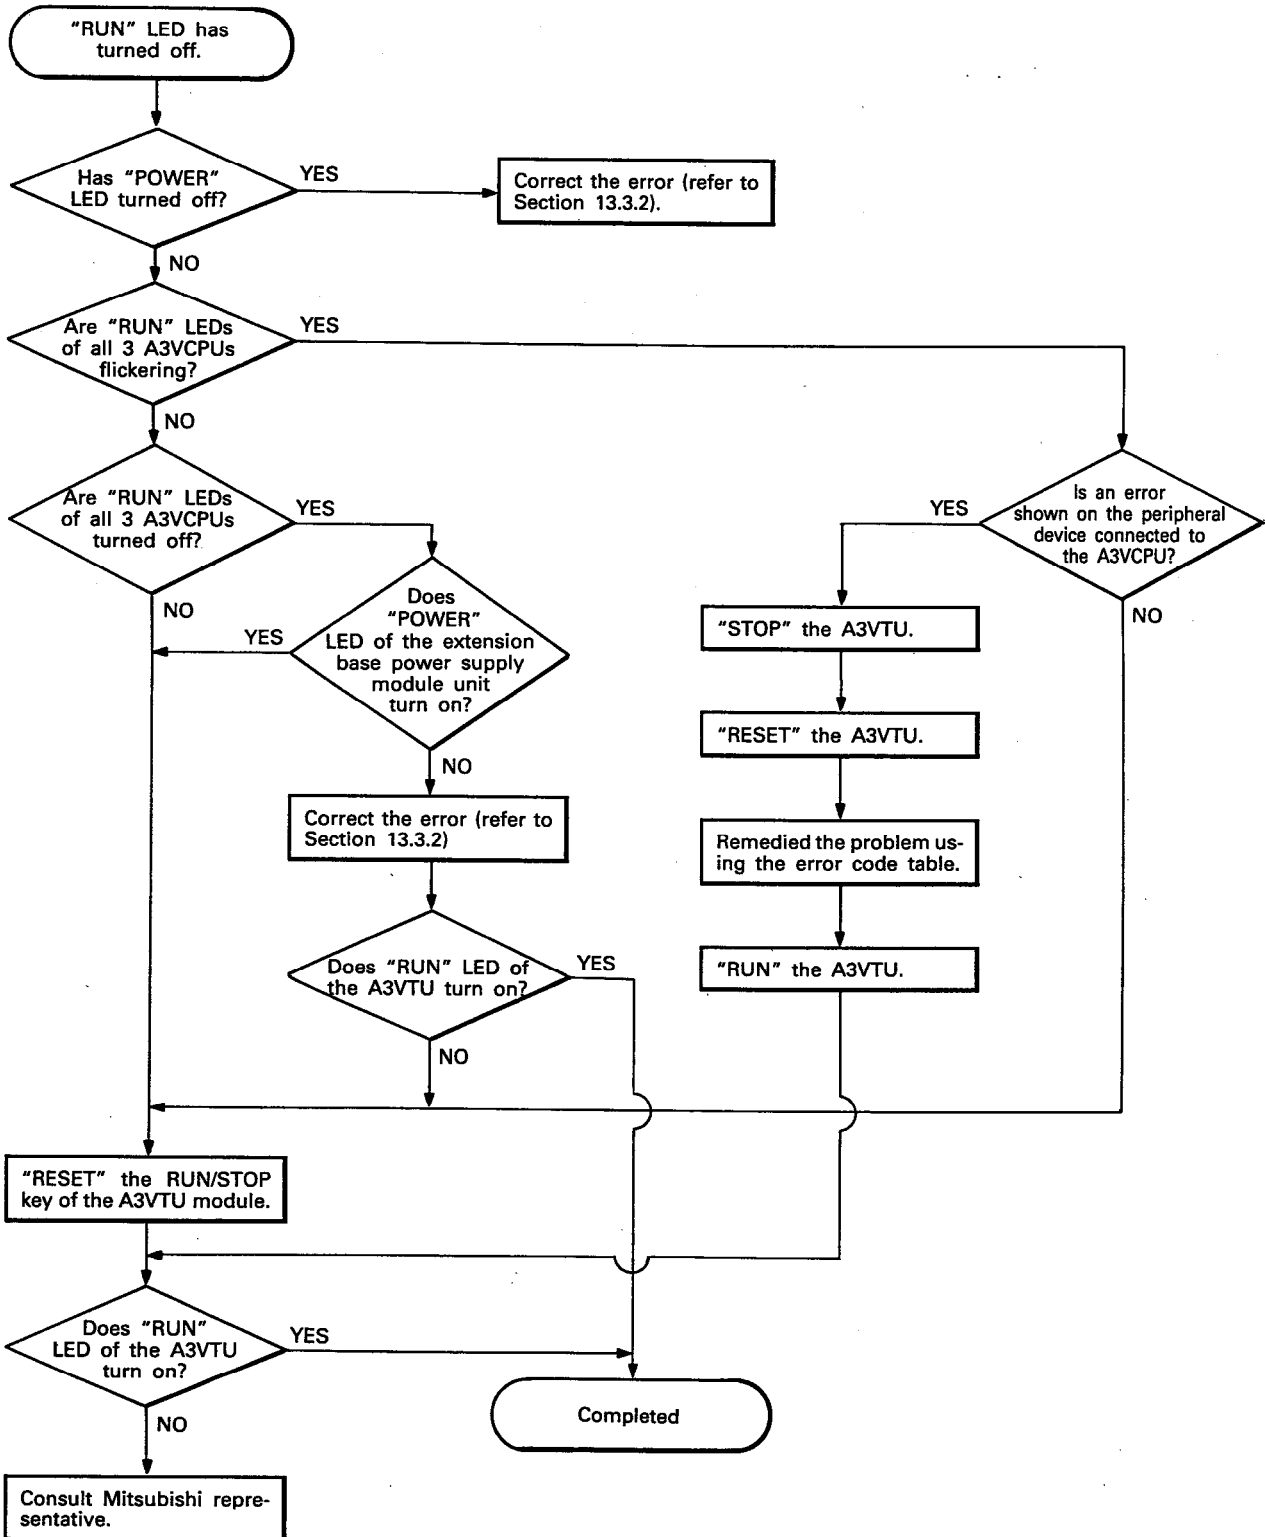 “RUN” LED has
turned off.
Has “POWER”
LED turned off?
YES
Correct the error (refer to
Section 13.3.2).
NO
Are “RUN” LEDs
of all 3 A3VCPUs
flickering?
YES
NO
Are “RUN” LEDs
of all 3 A3VCPUs
turned off?
YES
NO
Does
“POWER”
LED of the extension
base power supply
module unit
turn on?
YES
NO
Correct the error (refer to
Section 13.3.2)
Does “RUN” LED of
the A3VTU turn on?
YES
NO
Is an error
shown on the peripheral
device connected to
the A3VCPU?
YES
NO
“STOP” the A3VTU.
“RESET” the A3VTU.
Remedied the problem us-
ing the error code table.
“RUN” the A3VTU.
“RESET” the RUN/STOP
key of the A3VTU module.
Does “RUN”
LED of the A3VTU
turn on?
YES
NO
Completed
Consult Mitsubishi repre-
sentative.